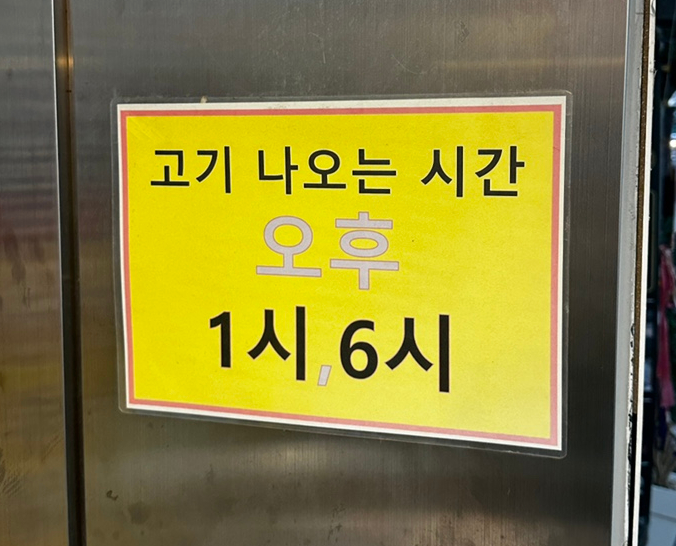 고기 나오는 시간
오후
1시, 6시